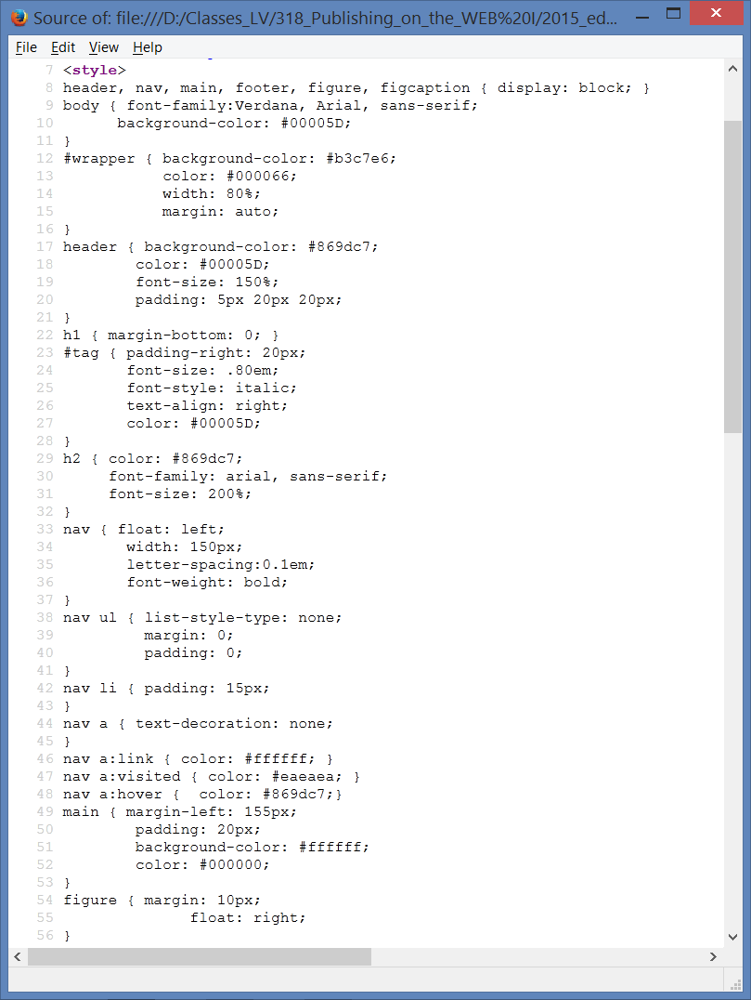 Source of: file:///D:/Classes_LV/318_Publishing_on_the_WEB%20I/2015_ed...
File Edit View Help
7 <style>
8 header, nav, main, footer, figure, figcaption { display: block; }
9 body { font-family:Verdana, Arial, sans-serif;
10 background-color: #00005D;
11 }
12 #wrapper { background-color: #b3c7e6;
13 color: #000066;
14 width: 80%;
15 margin: auto;
16 }
17 header { background-color: #869dc7;
18 color: #00005D;
19 font-size: 150%;
20 padding: 5px 20px 20px;
21 }
22 h1 { margin-bottom: 0; }
23 #tag { padding-right: 20px;
24 font-size: .80em;
25 font-style: italic;
26 text-align: right;
27 color: #00005D;
28 }
29 h2 { color: #869dc7;
30 font-family: arial, sans-serif;
31 font-size: 200%;
32 }
33 nav { float: left;
34 width: 150px;
35 letter-spacing:0.1em;
36 font-weight: bold;
37 }
38 nav ul { list-style-type: none;
39 margin: 0;
40 padding: 0;
41 }
42 nav li { padding: 15px;
43 }
44 nav a { text-decoration: none;
45 }
46 nav a:link { color: #ffffff; }
47 nav a:visited { color: #eaeaea; }
48 nav a:hover {  color: #869dc7;}
49 main { margin-left: 155px;
50 padding: 20px;
51 background-color: #ffffff;
52 color: #000000;
53 }
54 figure { margin: 10px;
55 float: right;
56 }